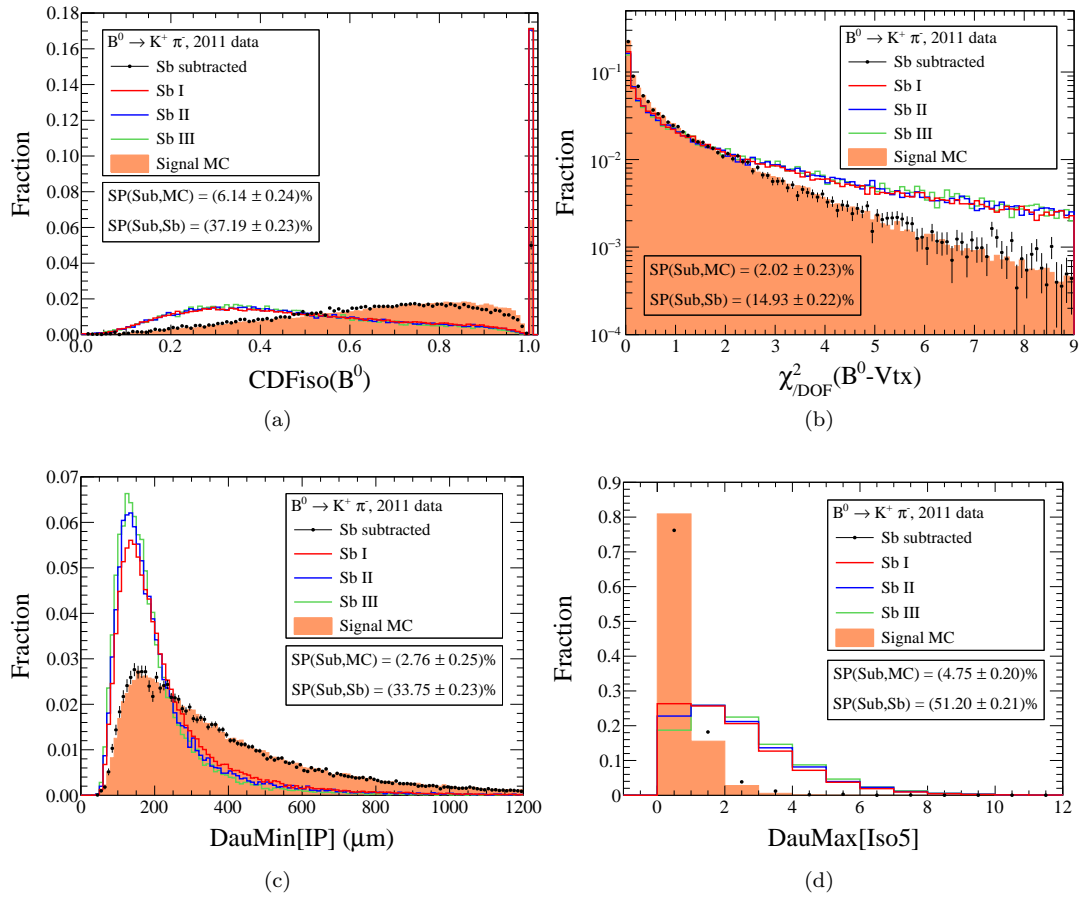 0.18
0.16
0.14
0.12
0.10
0.08
0.06
0.04
0.02
0.00
Fraction
B⁰ → K⁺ π⁻, 2011 data
Sb subtracted
Sb I
Sb II
Sb III
Signal MC
SP(Sub,MC) = (6.14 ± 0.24)%
SP(Sub,Sb) = (37.19 ± 0.23)%
0.0 0.2 0.4 0.6 0.8 1.0
CDFiso(B⁰)
(a)
10⁻¹
10⁻²
10⁻³
10⁻⁴
Fraction
B⁰ → K⁺ π⁻, 2011 data
Sb subtracted
Sb I
Sb II
Sb III
Signal MC
SP(Sub,MC) = (2.02 ± 0.23)%
SP(Sub,Sb) = (14.93 ± 0.22)%
0 1 2 3 4 5 6 7 8 9
χ²/DOF(B⁰-Vtx)
(b)
0.07
0.06
0.05
0.04
0.03
0.02
0.01
0.00
Fraction
B⁰ → K⁺ π⁻, 2011 data
Sb subtracted
Sb I
Sb II
Sb III
Signal MC
SP(Sub,MC) = (2.76 ± 0.25)%
SP(Sub,Sb) = (33.75 ± 0.23)%
0 200 400 600 800 1000 1200
DauMin[IP] (μm)
(c)
0.9
0.8
0.7
0.6
0.5
0.4
0.3
0.2
0.1
0
Fraction
B⁰ → K⁺ π⁻, 2011 data
Sb subtracted
Sb I
Sb II
Sb III
Signal MC
SP(Sub,MC) = (4.75 ± 0.20)%
SP(Sub,Sb) = (51.20 ± 0.21)%
0 2 4 6 8 10 12
DauMax[Iso5]
(d)